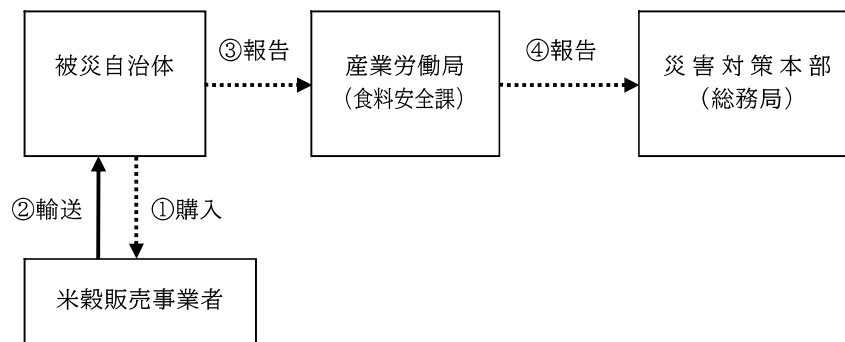 被災自治体
③報告
産業労働局
（食料安全課）
④報告
災害対策本部
（総務局）
②輸送
①購入
米穀販売事業者